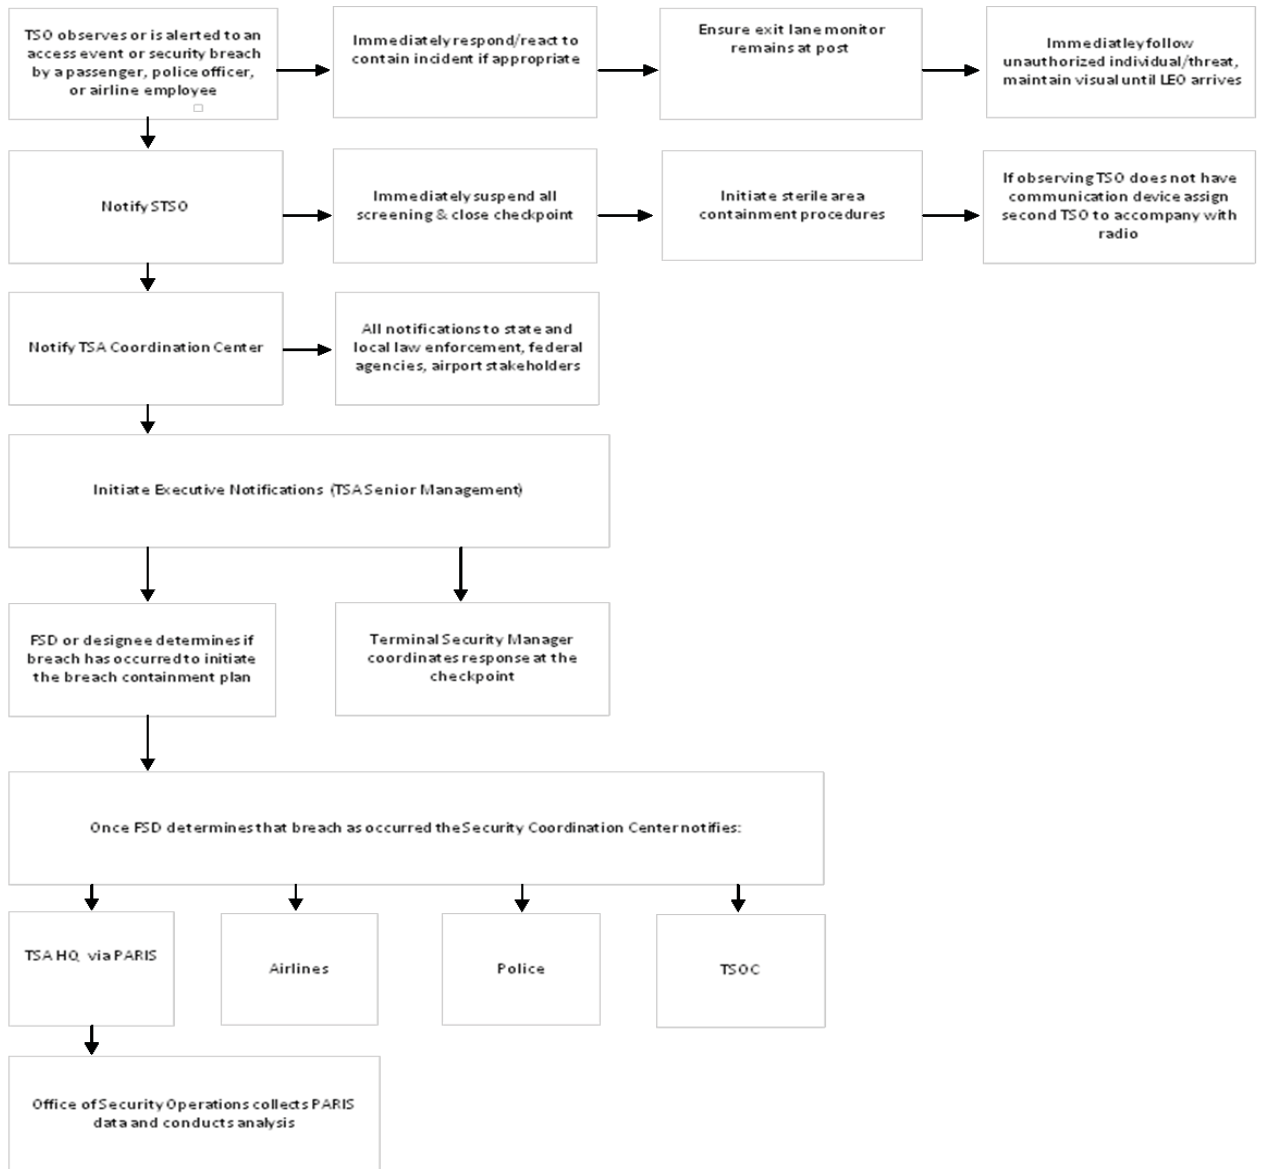 TSO observes or is alerted to an
access event or security breach
by a passenger, police officer,
or airline employee
Immediately respond/react to
contain incident if appropriate
Ensure exit lane monitor
remains at post
Immediatley follow
unauthorized individual/threat,
maintain visual until LEO arrives
Notify STSO
Immediately suspend all
screening & close checkpoint
Initiate sterile area
containment procedures
If observing TSO does not have
communication device assign
second TSO to accompany with
radio
Notify TSA Coordination Center
All notifications to state and
local law enforcement, federal
agencies, airport stakeholders
Initiate Executive Notifications (TSA Senior Management)
FSD or designee determines if
breach has occurred to initiate
the breach containment plan
Terminal Security Manager
coordinates response at the
checkpoint
Once FSD determines that breach as occurred the Security Coordination Center notifies:
TSA HQ via PARIS
Airlines
Police
TSOC
Office of Security Operations collects PARIS
data and conducts analysis